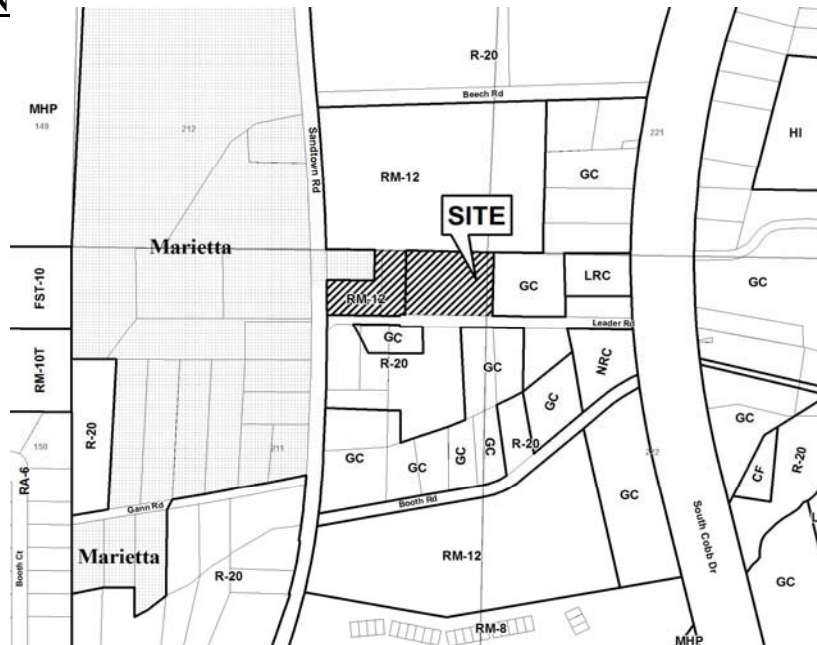 N
R-20
Beech Rd
MHP
149
212
Sandtown Rd
221
HI
RM-12
GC
SITE
Marietta
FST-10
RM-12
GC
LRC
GC
Leader Rd
GC
R-20
GC
NRC
RM-10T
R-20
GC
GC
R-20
150
RA-6
211
GC
GC
GC
GC
R-20
222
GC
CF
Booth Rd
GC
South Cobb Dr
Gann Rd
Booth Ct
Marietta
R-20
RM-12
GC
L
RM-8
MHP